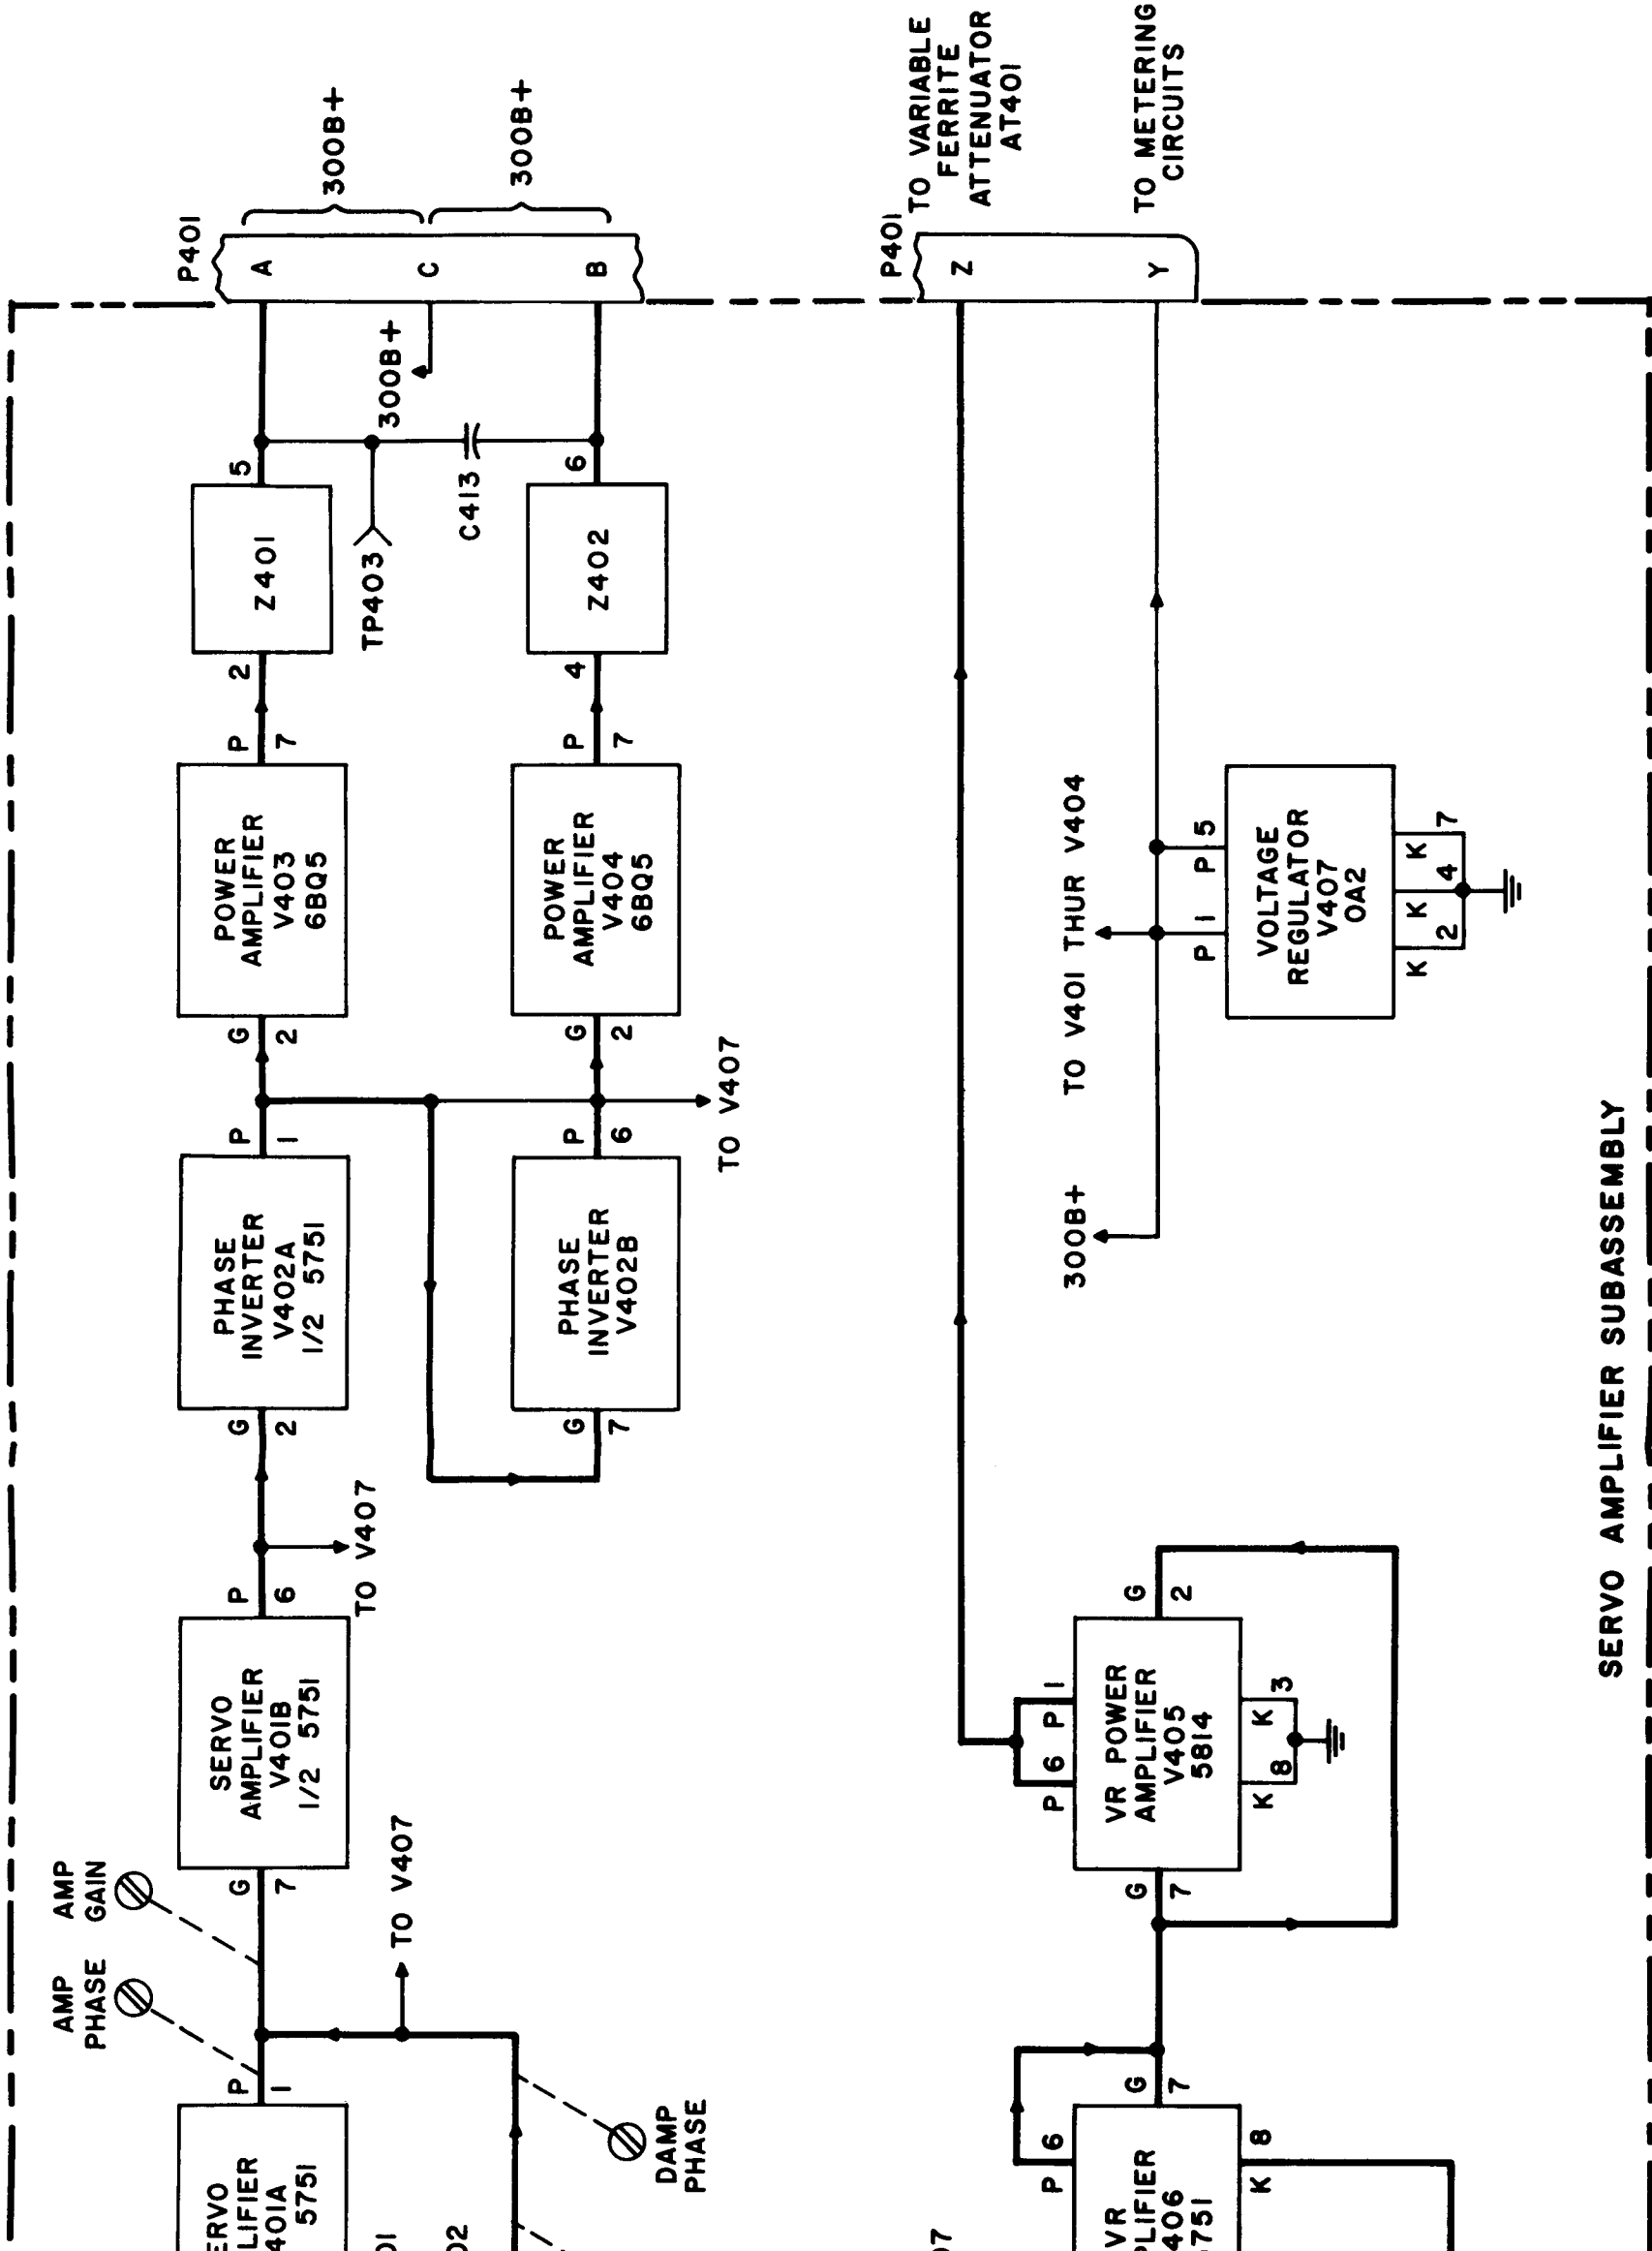 AMP
PHASE
AMP
GAIN
SERVO
AMPLIFIER
V401B
1/2 5751
G
7
P
6
TO V407
PHASE
INVERTER
V402A
1/2 5751
G
2
P
1
POWER
AMPLIFIER
V403
6BQ5
G
2
P
7
Z401
2
5
P401
A
C
B
300B+
300B+
300B+
TP403
C413
P
1
5751
TO V407
DAMP
PHASE
PHASE
INVERTER
V402B
G
7
P
6
TO V407
POWER
AMPLIFIER
V404
6BQ5
G
2
P
7
Z402
4
6
P401
Z
Y
TO VARIABLE
FERRITE
ATTENUATOR
AT401
TO METERING
CIRCUITS
VR
P 6
G
7
K 8
VR POWER
AMPLIFIER
V405
5814
G
7
P 6
P 1
G
2
K 8
K 3
300B+
TO V401 THUR V404
VOLTAGE
REGULATOR
V407
OA2
P 1
P 5
K 2
K 4
K 7
SERVO AMPLIFIER SUBASSEMBLY